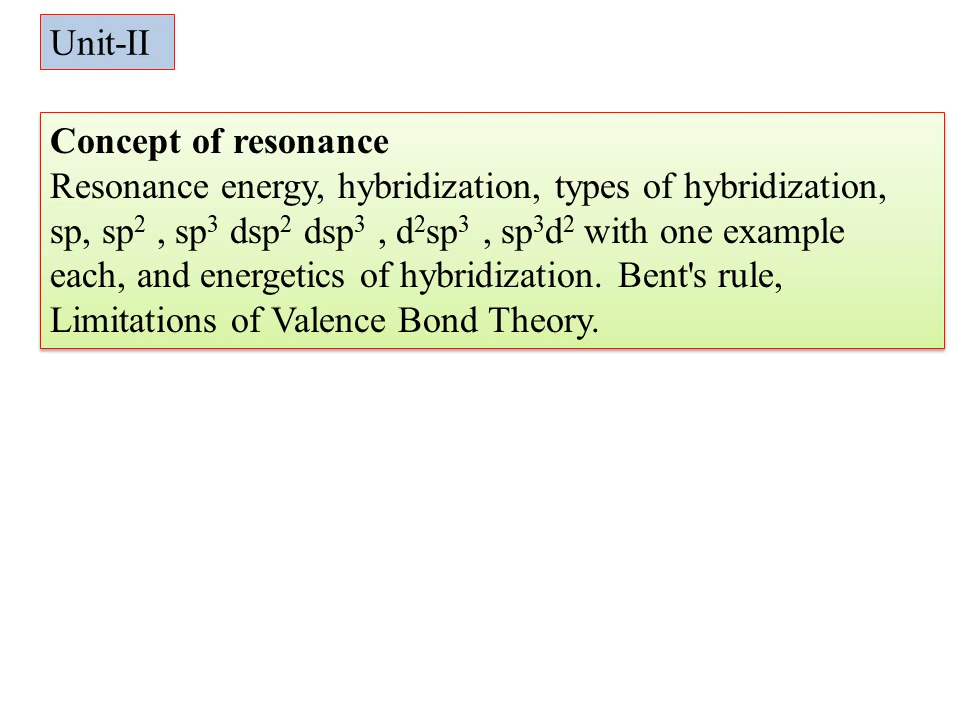 Unit-II
Concept of resonance
Resonance energy, hybridization, types of hybridization,
sp, sp² , sp³ dsp² dsp³ , d²sp³ , sp³d² with one example
each, and energetics of hybridization. Bent's rule,
Limitations of Valence Bond Theory.